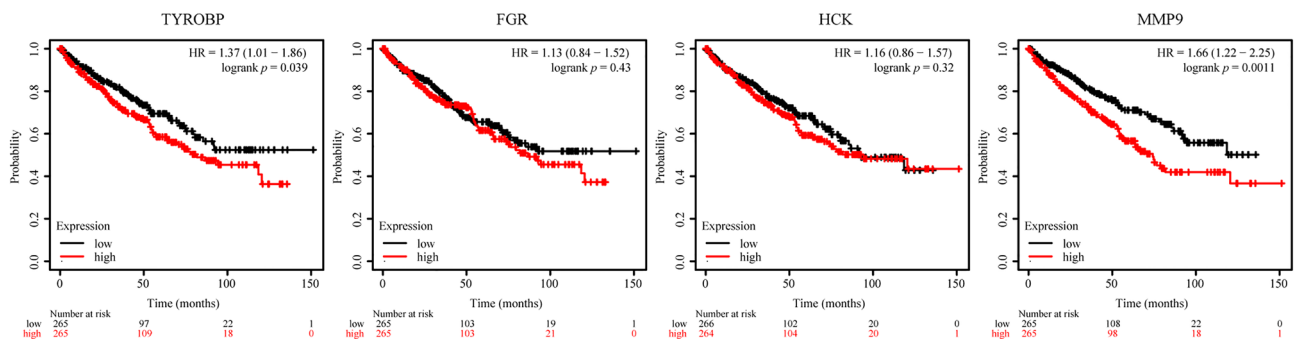 TYROBP
HR = 1.37 (1.01 − 1.86)
logrank p = 0.039
1.0
0.8
0.6
0.4
0.2
0.0
Probability
Expression
low
high
0 50 100 150
Time (months)
Number at risk
low 265 97 22 1
high 265 109 18 0
FGR
HR = 1.13 (0.84 − 1.52)
logrank p = 0.43
1.0
0.8
0.6
0.4
0.2
0.0
Probability
Expression
low
high
0 50 100 150
Time (months)
Number at risk
low 265 103 19 1
high 265 103 21 0
HCK
HR = 1.16 (0.86 − 1.57)
logrank p = 0.32
1.0
0.8
0.6
0.4
0.2
0.0
Probability
Expression
low
high
0 50 100 150
Time (months)
Number at risk
low 266 102 20 0
high 264 104 20 1
MMP9
HR = 1.66 (1.22 − 2.25)
logrank p = 0.0011
1.0
0.8
0.6
0.4
0.2
0.0
Probability
Expression
low
high
0 50 100 150
Time (months)
Number at risk
low 265 108 22 0
high 265 98 18 1